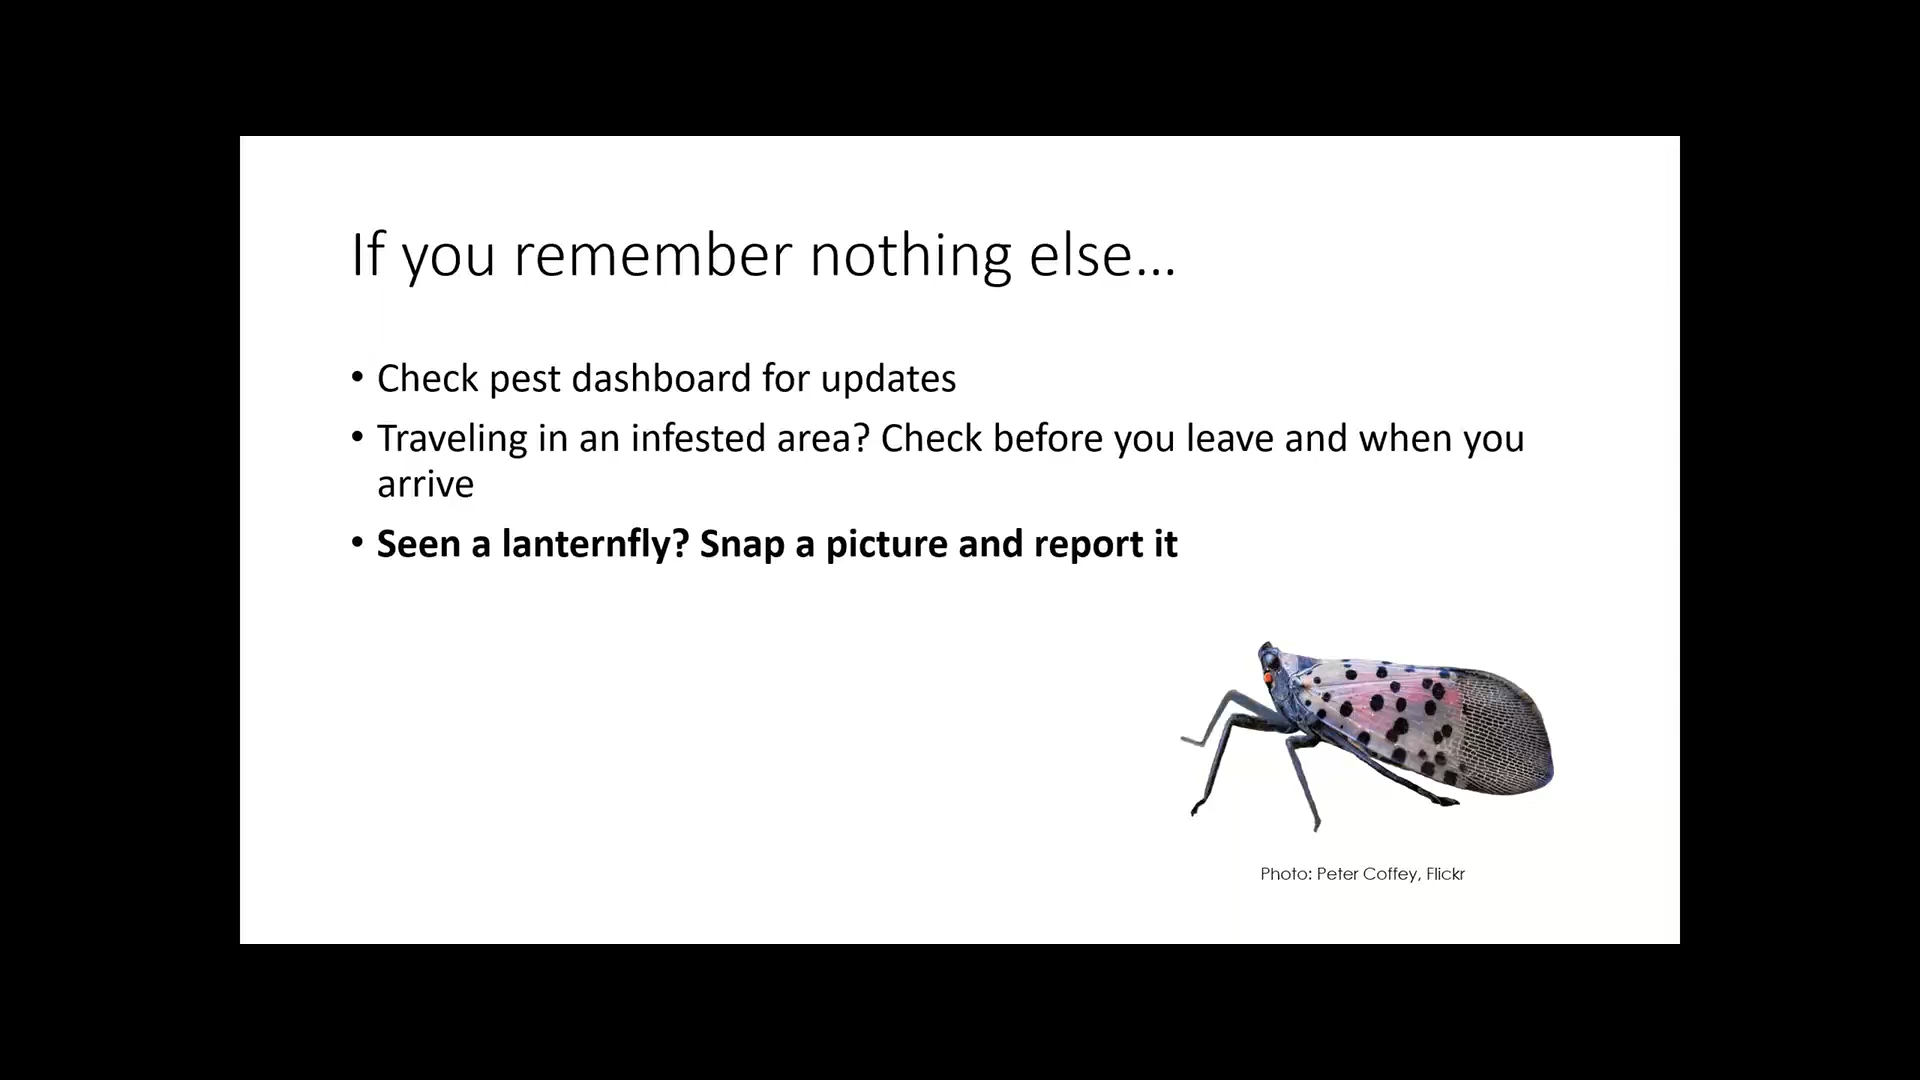 If you remember nothing else...
• Check pest dashboard for updates
• Traveling in an infested area? Check before you leave and when you
arrive
• Seen a lanternfly? Snap a picture and report it
Photo: Peter Coffey, Flickr